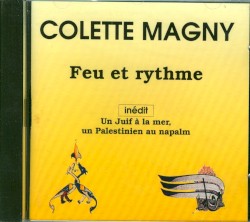 COLETTE MAGNY
Feu et rythme
inédit
Un Juif à la mer,
un Palestinien au napalm